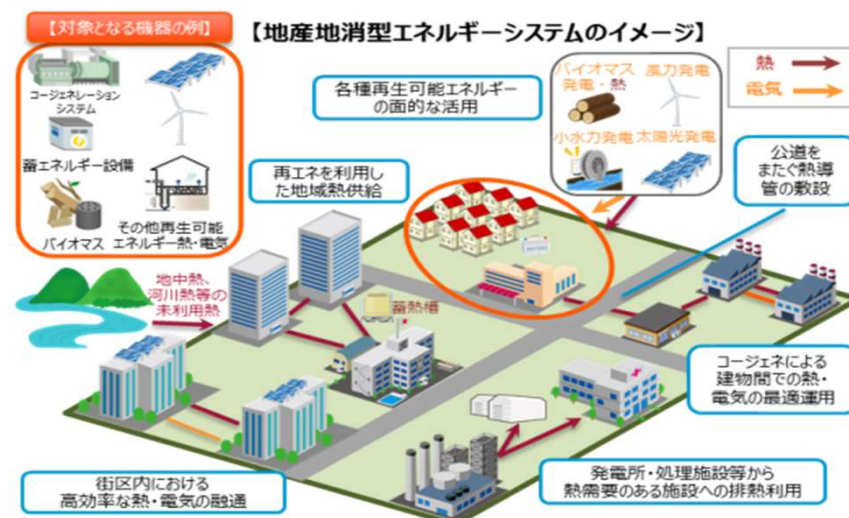 【対象となる機器の例】
【地産地消型エネルギーシステムのイメージ】
コージェネレーション
システム
蓄エネルギー設備
バイオマス
その他再生可能
エネルギー熱・電気
各種再生可能エネルギー
の面的な活用
バイオマス
発電・熱
風力発電
小水力発電
太陽光発電
熱
電気
再エネを利用し
た地域熱供給
公道を
またぐ熱導
管の敷設
地中熱、
河川熱等の
未利用熱
蓄熱槽
コージェネによる
建物間での熱・
電気の最適運用
街区内における
高効率な熱・電気の融通
発電所・処理施設等から
熱需要のある施設への排熱利用